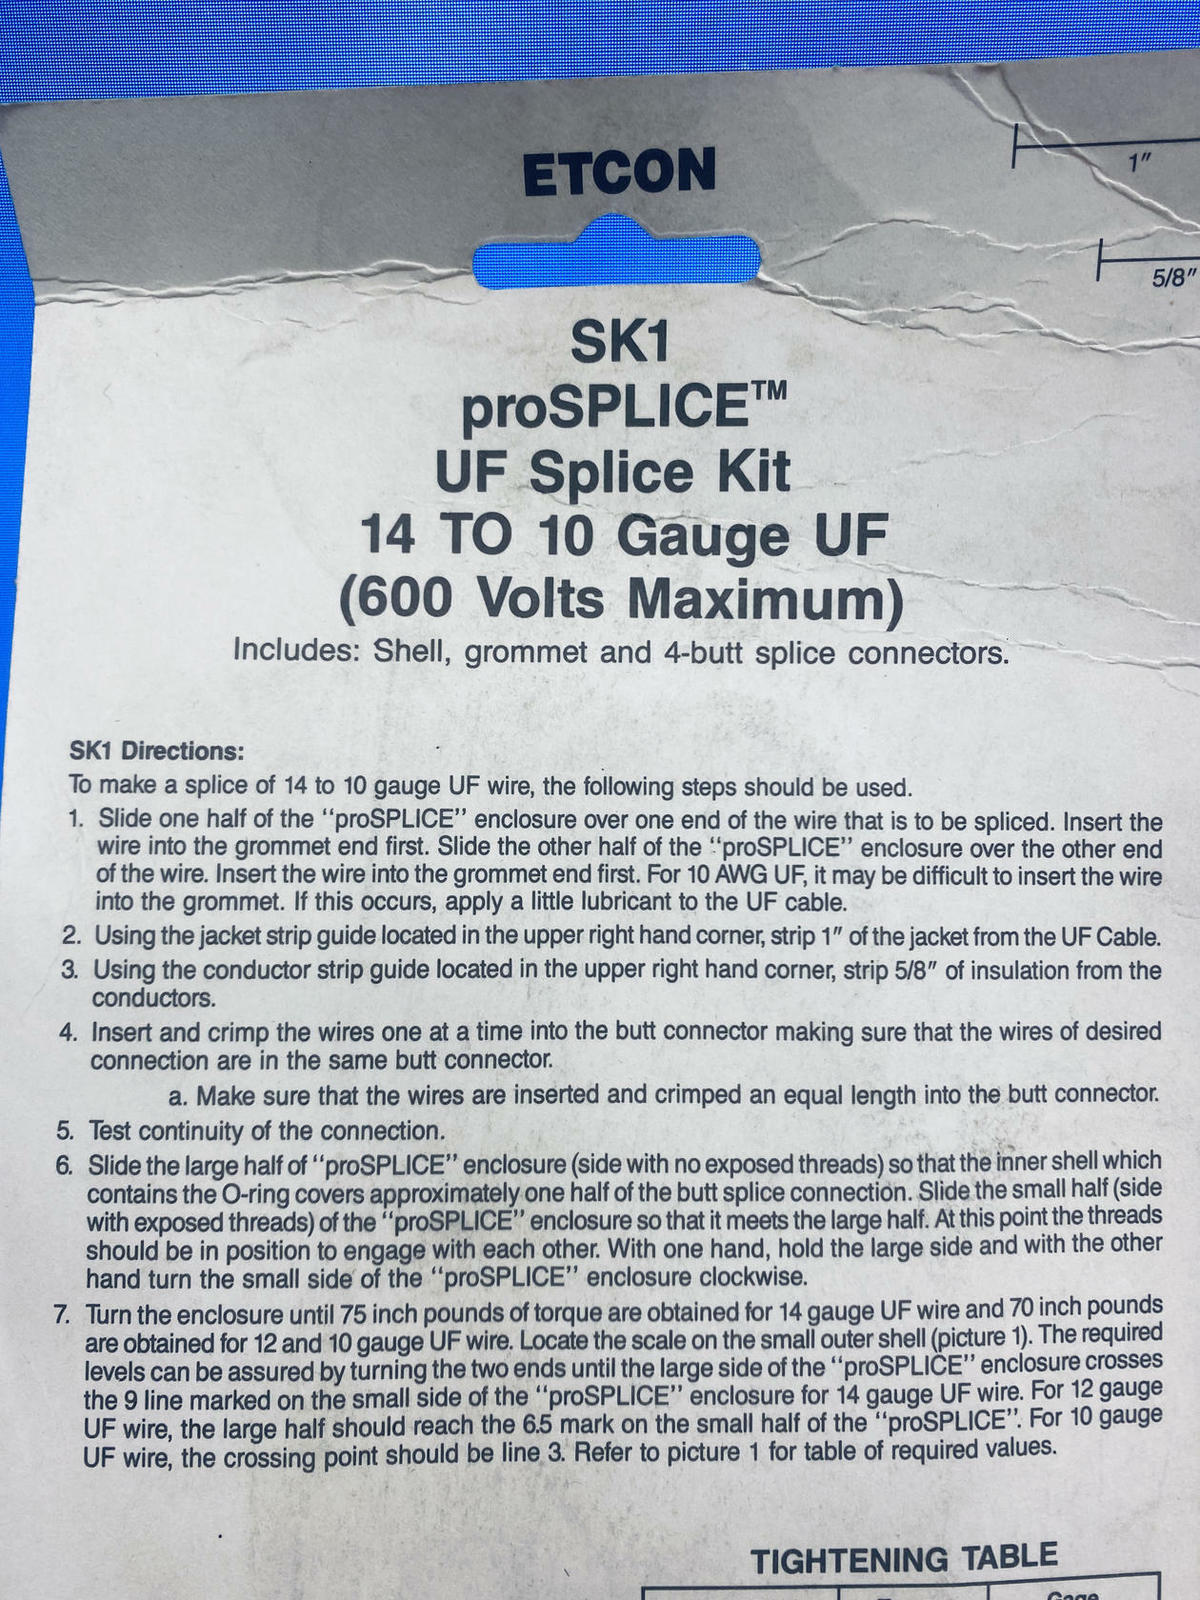 ETCON
1"
5/8"
SK1
proSPLICE™
UF Splice Kit
14 TO 10 Gauge UF
(600 Volts Maximum)
Includes: Shell, grommet and 4-butt splice connectors.
SK1 Directions:
To make a splice of 14 to 10 gauge UF wire, the following steps should be used.
1. Slide one half of the "proSPLICE" enclosure over one end of the wire that is to be spliced. Insert the
wire into the grommet end first. Slide the other half of the "proSPLICE" enclosure over the other end
of the wire. Insert the wire into the grommet end first. For 10 AWG UF, it may be difficult to insert the wire
into the grommet. If this occurs, apply a little lubricant to the UF cable.
2. Using the jacket strip guide located in the upper right hand corner, strip 1" of the jacket from the UF Cable.
3. Using the conductor strip guide located in the upper right hand corner, strip 5/8" of insulation from the
conductors.
4. Insert and crimp the wires one at a time into the butt connector making sure that the wires of desired
connection are in the same butt connector.
a. Make sure that the wires are inserted and crimped an equal length into the butt connector.
5. Test continuity of the connection.
6. Slide the large half of "proSPLICE" enclosure (side with no exposed threads) so that the inner shell which
contains the O-ring covers approximately one half of the butt splice connection. Slide the small half (side
with exposed threads) of the "proSPLICE" enclosure so that it meets the large half. At this point the threads
should be in position to engage with each other. With one hand, hold the large side and with the other
hand turn the small side of the "proSPLICE" enclosure clockwise.
7. Turn the enclosure until 75 inch pounds of torque are obtained for 14 gauge UF wire and 70 inch pounds
are obtained for 12 and 10 gauge UF wire. Locate the scale on the small outer shell (picture 1). The required
levels can be assured by turning the two ends until the large side of the "proSPLICE" enclosure crosses
the 9 line marked on the small side of the "proSPLICE" enclosure for 14 gauge UF wire. For 12 gauge
UF wire, the large half should reach the 6.5 mark on the small half of the "proSPLICE". For 10 gauge
UF wire, the crossing point should be line 3. Refer to picture 1 for table of required values.
TIGHTENING TABLE